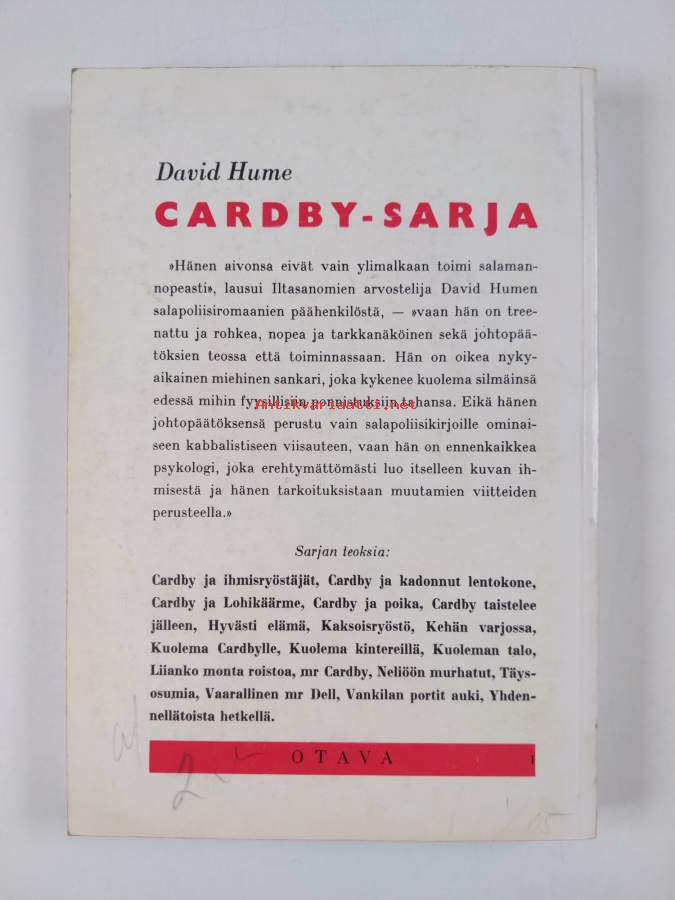 David Hume
CARDBY-SARJA
»Hänen aivonsa eivät vain ylimalkaan toimi salaman-
nopeasti», lausui Iltasanomien arvostelija David Humen
salapoliisiromaanien päähenkilöstä, — »vaan hän on tree-
nattu ja rohkea, nopea ja tarkkanäköinen sekä johtopää-
töksien teossa että toiminnassaan. Hän on oikea nyky-
aikainen miehinen sankari, joka kykenee kuolema silmäinsä
edessä mihin fyysillisiin ponnistuksiin tahansa. Eikä hänen
Antikvariaatti.net
johtopäätöksensä perustu vain salapoliisikirjoille ominai-
seen kabbalistiseen viisauteen, vaan hän on ennenkaikkea
psykologi, joka erehtymättömästi luo itselleen kuvan ih-
misestä ja hänen tarkoituksistaan muutamien viitteiden
perusteella.»
Sarjan teoksia:
Cardby ja ihmisryöstäjät, Cardby ja kadonnut lentokone,
Cardby ja Lohikäärme, Cardby ja poika, Cardby taistelee
jälleen, Hyvästi elämä, Kaksoisryöstö, Kehän varjossa,
Kuolema Cardbylle, Kuolema kintereillä, Kuoleman talo,
Liianko monta roistoa, mr Cardby, Neliöön murhatut, Täys-
osumia, Vaarallinen mr Dell, Vankilan portit auki, Yhden-
nellätoista hetkellä.
OTAVA